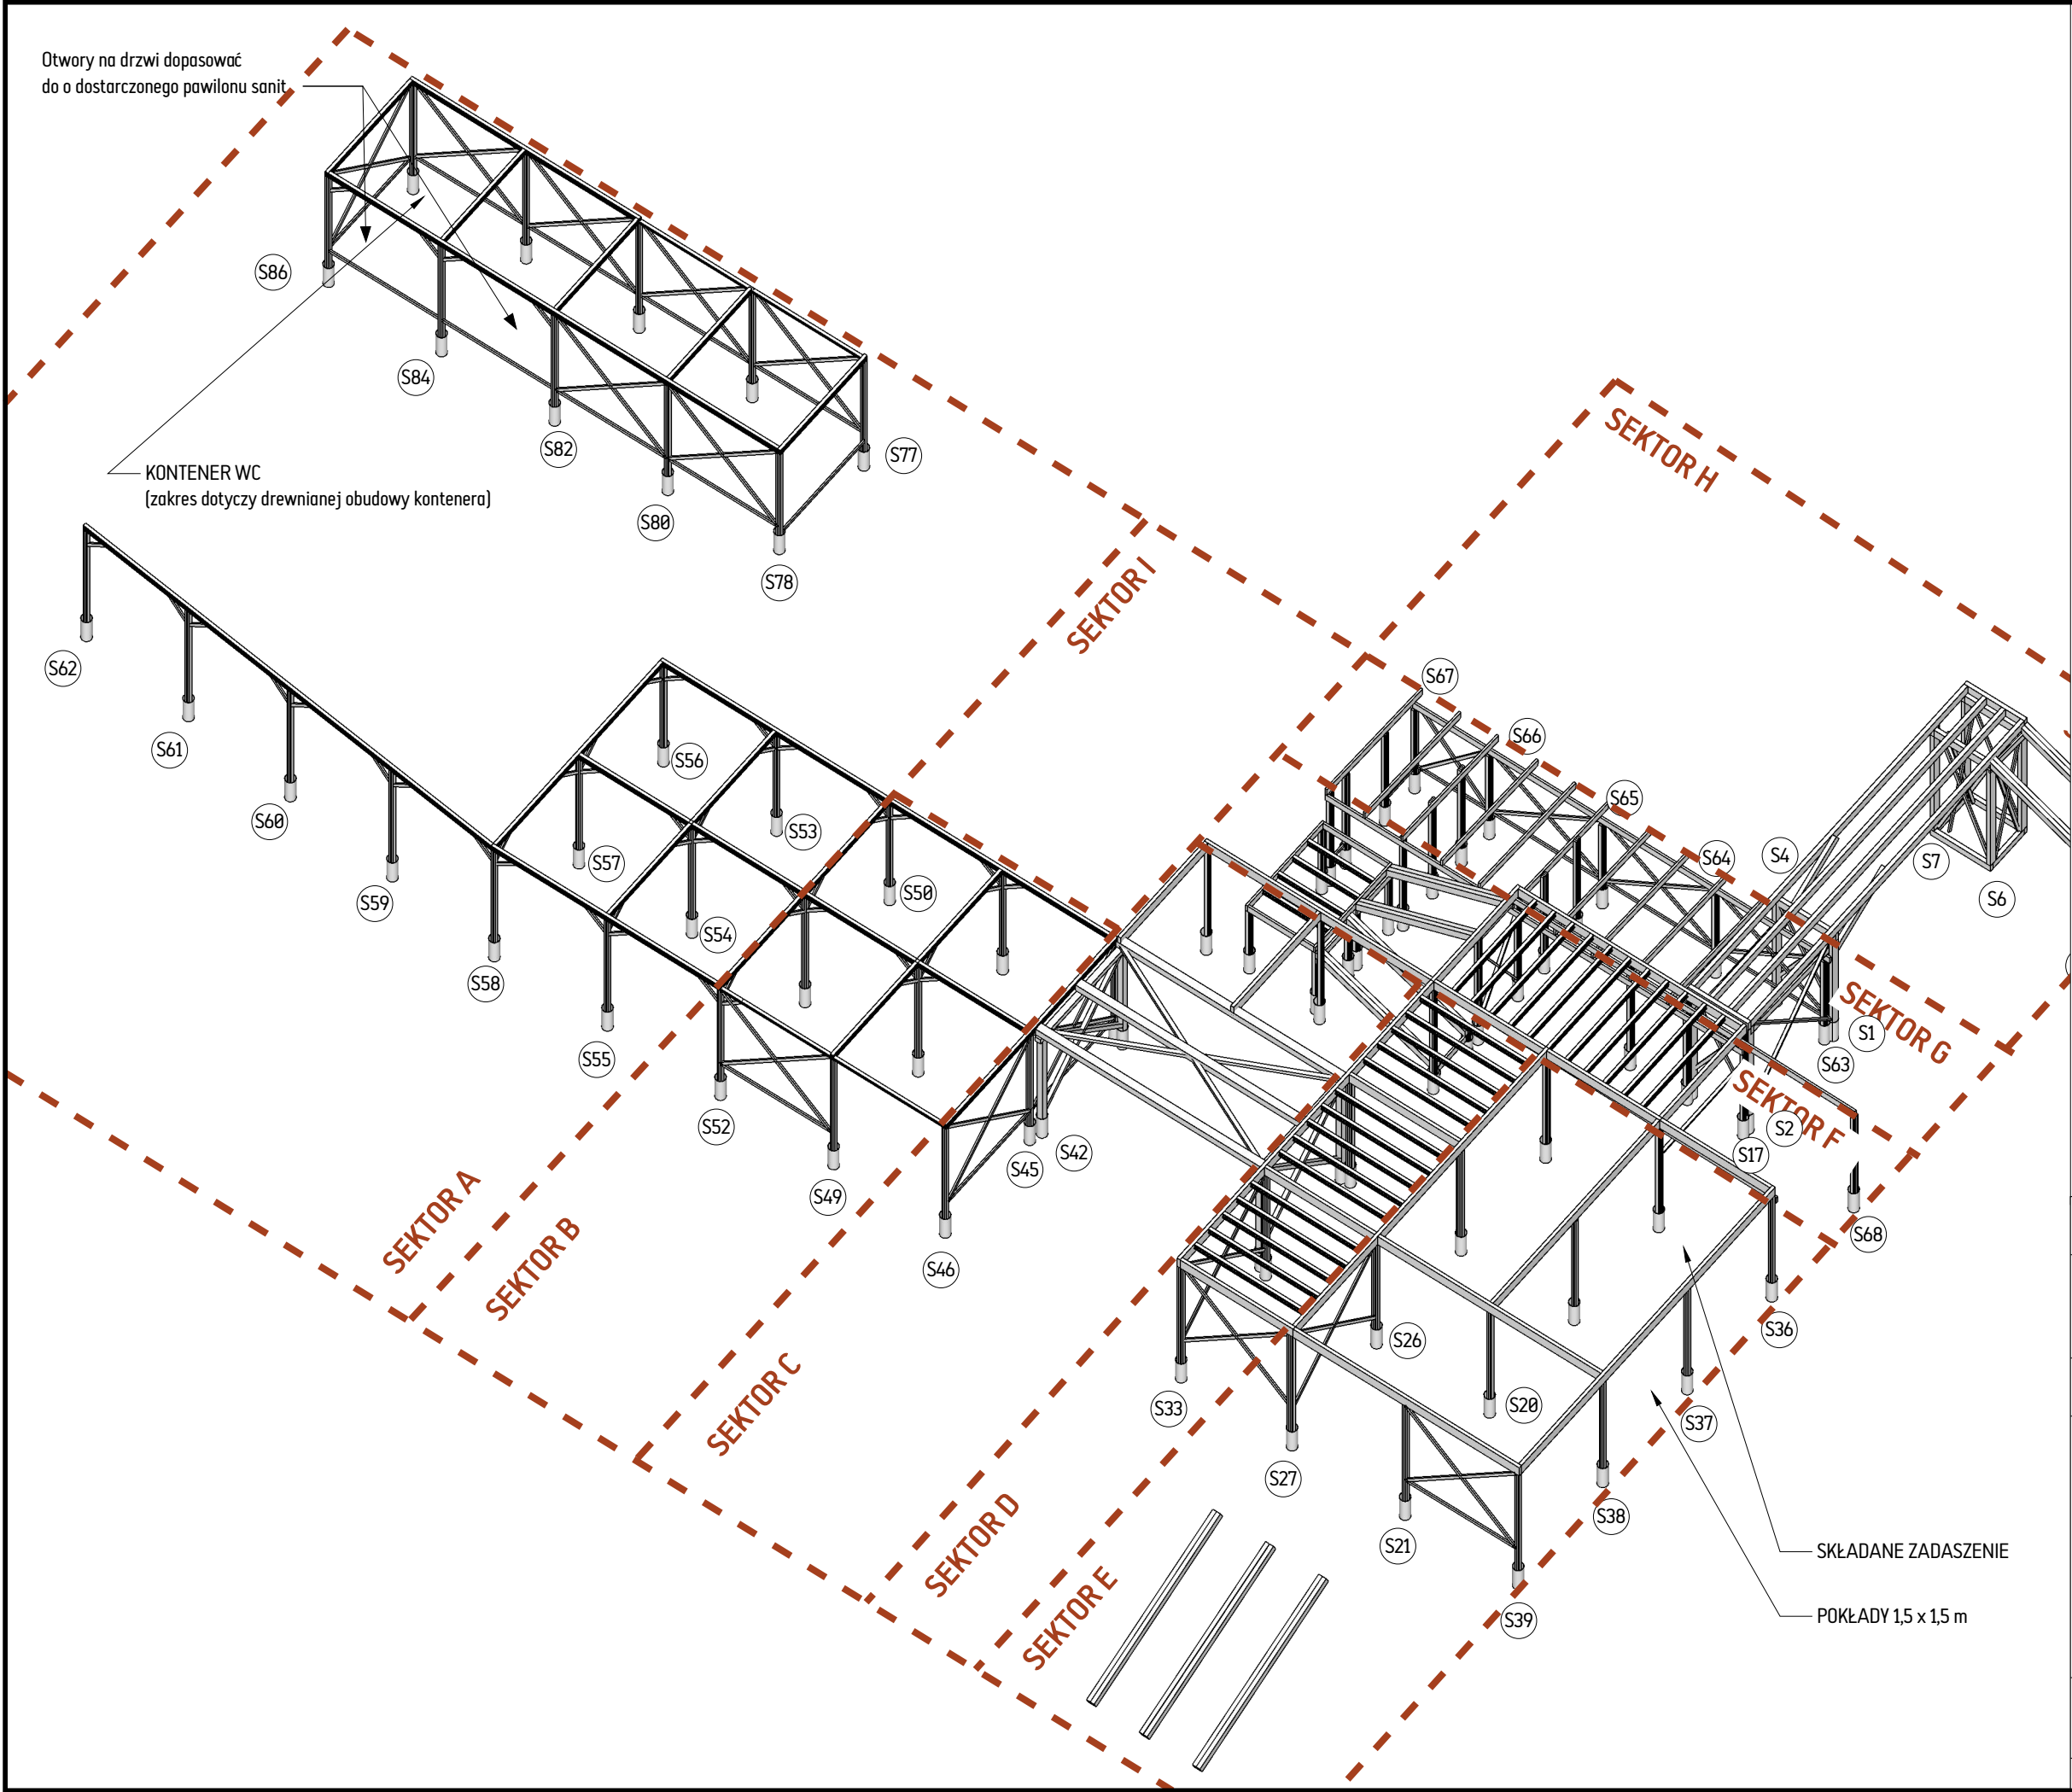 Otwory na drzwi dopasować
do o dostarczonego pawilonu sanit
S86
S84
S82
S77
KONTENER WC
(zakres dotyczy drewnianej obudowy kontenera)
S80
S78
SEKTOR H
SEKTOR I
S62
S61
S60
S59
S58
S56
S53
S57
S50
S54
S55
S52
S49
S46
S45
S42
S67
S66
S65
S64
S4
S7
S6
SEKTOR G
S1
S63
SEKTOR F
S2
S17
S68
S36
S26
S20
S37
S33
S27
S21
S38
S39
SEKTOR A
SEKTOR B
SEKTOR C
SEKTOR D
SEKTOR E
SKŁADANE ZADASZENIE
POKŁADY 1,5 x 1,5 m